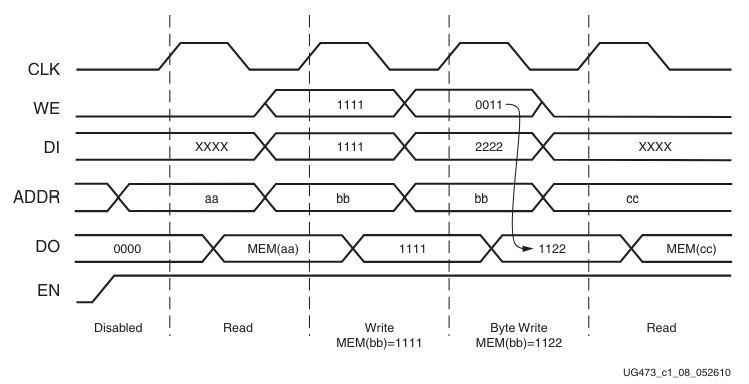 CLK
WE 1111 0011
DI XXXX 1111 2222 XXXX
ADDR aa bb bb cc
DO 0000 MEM(aa) 1111 1122 MEM(cc)
EN
Disabled Read Write Byte Write Read
MEM(bb)=1111 MEM(bb)=1122
UG473_c1_08_052610